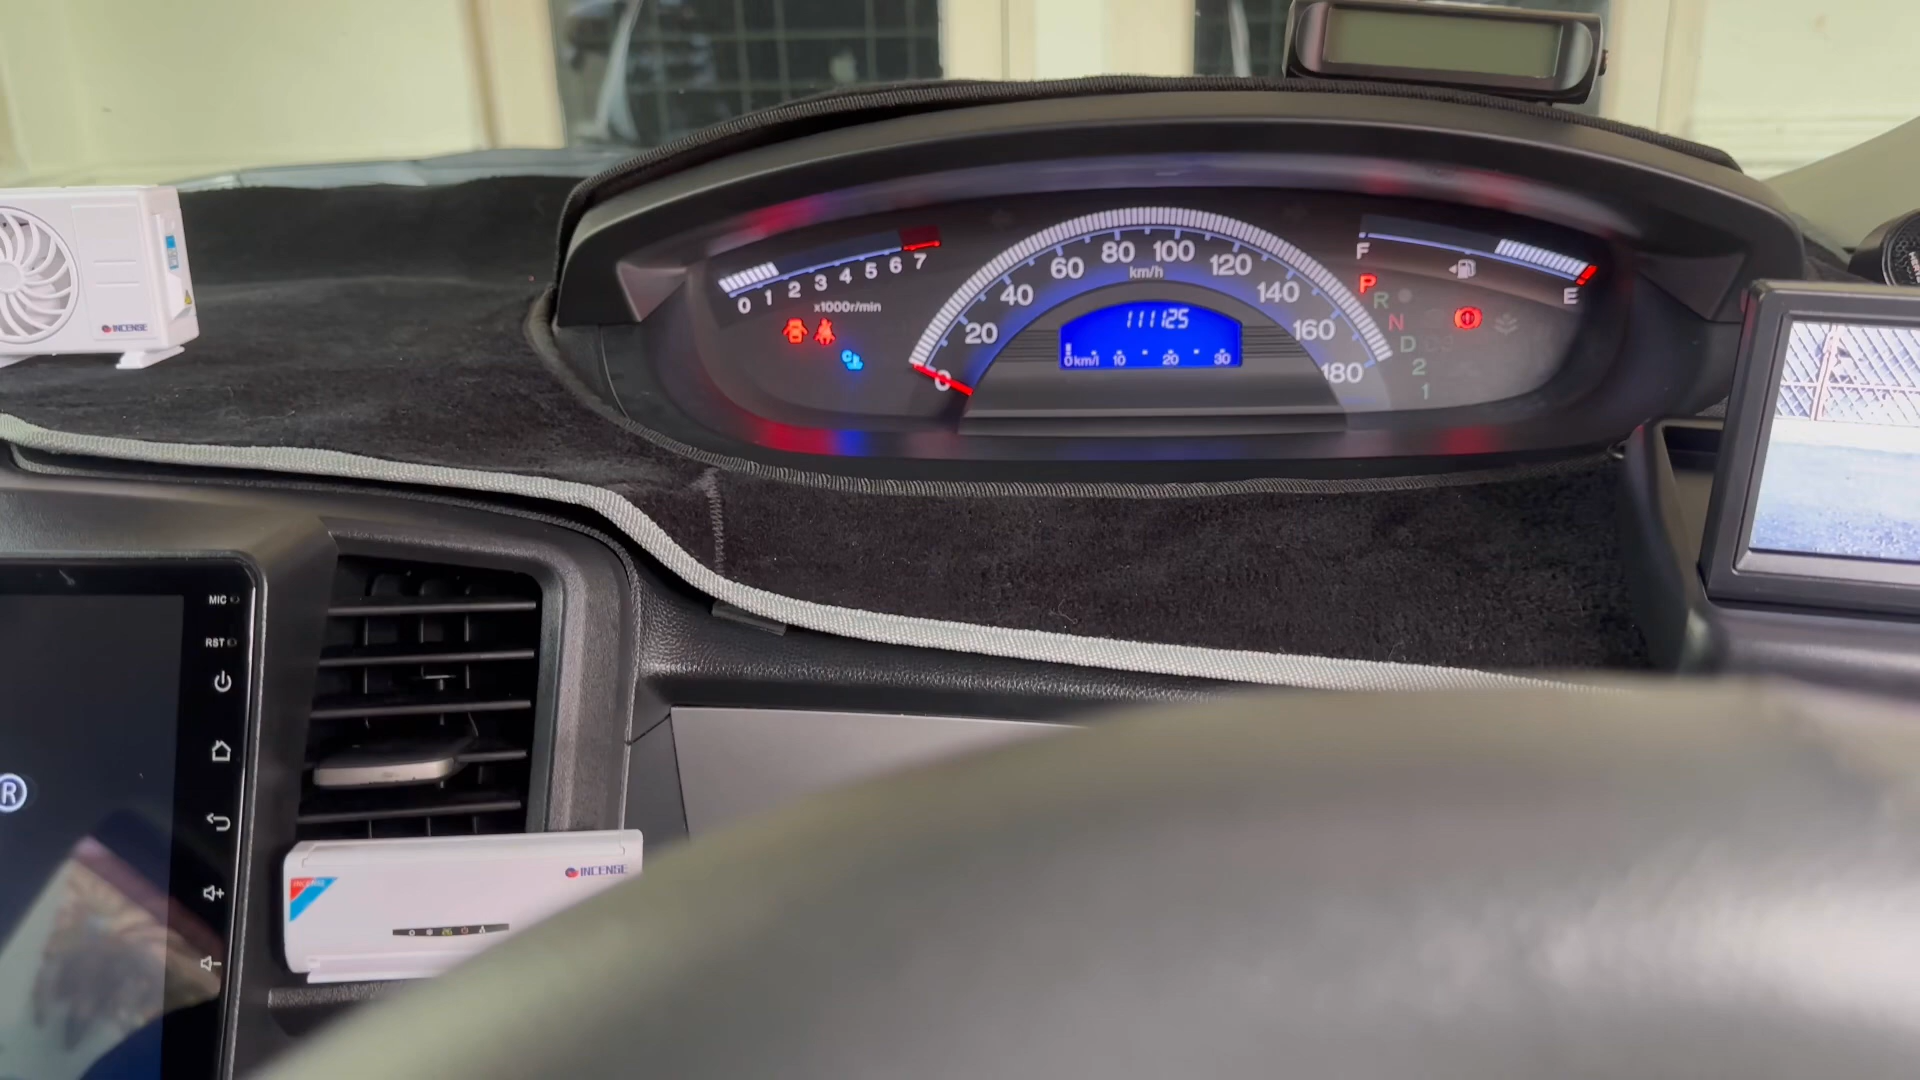 INCENSE
0 1 2 3 4 5 6 7
x1000r/min
0 20 40 60 80 100 120 140 160 180
km/h
111125
0km/l 10 20 30
F
E
P
R
N
D
2
1
MIC
RST
®
INCENSE